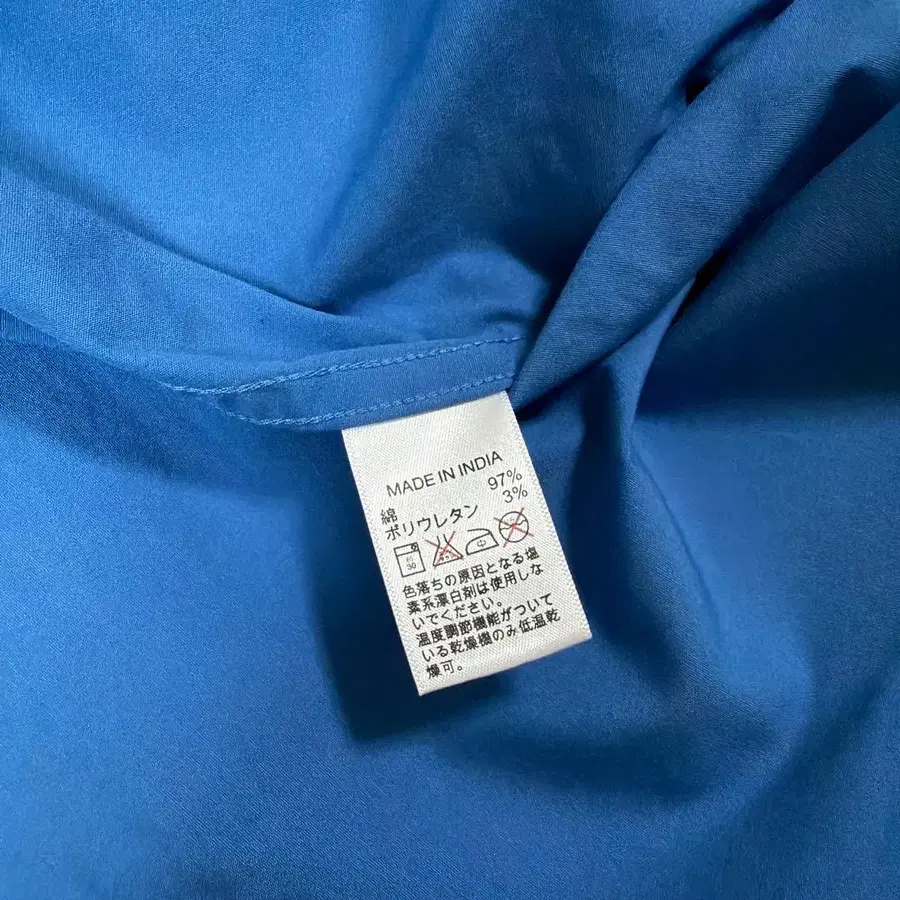 MADE IN INDIA
綿 97%
ポリウレタン 3%
30 中
色落ちの原因となる塩
素系漂白剤は使用しな
いでください。
温度調節機能がついて
いる乾燥機のみ低温乾
燥可。